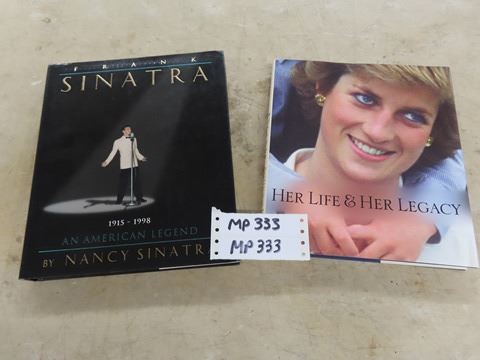 FRANK
SINATRA
1915 - 1998
AN AMERICAN LEGEND
BY NANCY SINATRA
HER LIFE & HER LEGACY
MP 333
MP 333